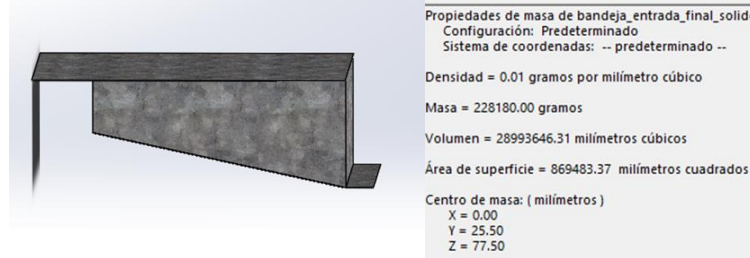 Propiedades de masa de bandeja_entrada_final_solid
Configuración: Predeterminado
Sistema de coordenadas: -- predeterminado --
Densidad = 0.01 gramos por milímetro cúbico
Masa = 228180.00 gramos
Volumen = 28993646.31 milímetros cúbicos
Área de superficie = 869483.37 milímetros cuadrados
Centro de masa: ( milímetros )
X = 0.00
Y = 25.50
Z = 77.50